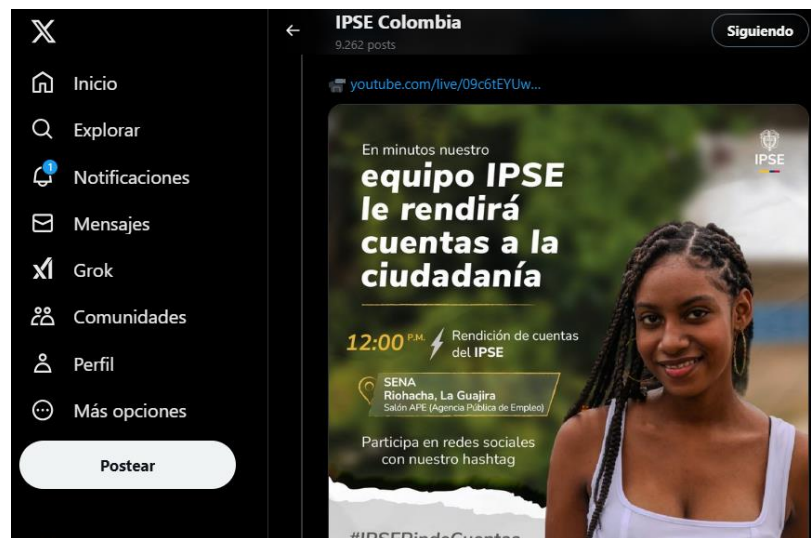 IPSE Colombia
9.262 posts
Siguiendo
Inicio
Explorar
1
Notificaciones
Mensajes
Grok
Comunidades
Perfil
Más opciones
Postear
youtube.com/live/09c6tEYUw...
En minutos nuestro
equipo IPSE
le rendirá
cuentas a la
ciudadanía
IPSE
12:00 P.M.
Rendición de cuentas
del IPSE
SENA
Riohacha, La Guajira
Salón APE (Agencia Pública de Empleo)
Participa en redes sociales
con nuestro hashtag
#IPSERindeCuentas